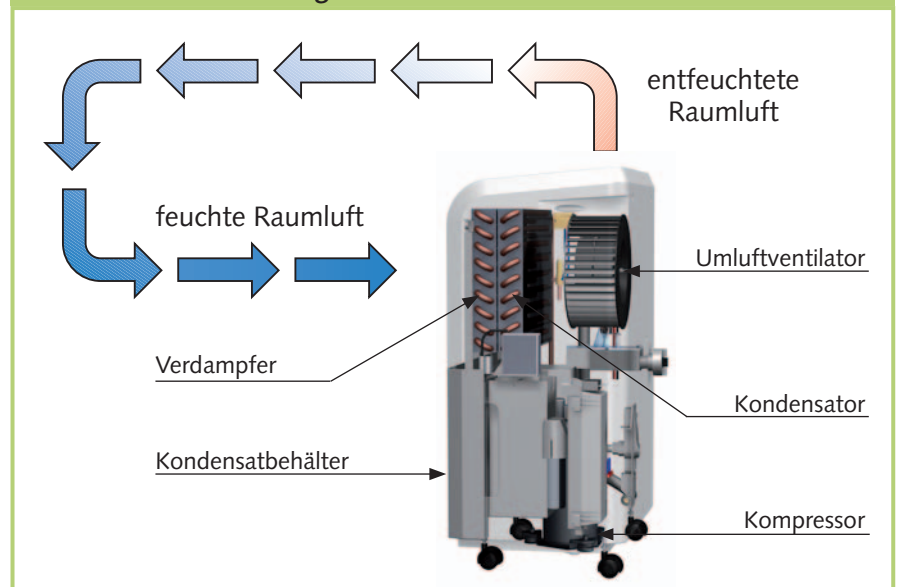 entfeuchtete
Raumluft
feuchte Raumluft
Umluftventilator
Verdampfer
Kondensator
Kondensatbehälter
Kompressor